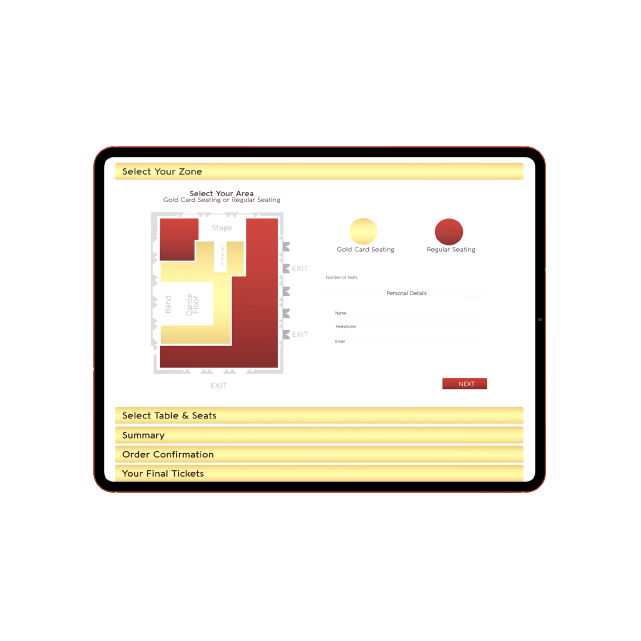 Select Your Zone
Select Your Area
Gold Card Seating or Regular Seating
Stage
Gold Card Seating
Regular Seating
EXIT
Number of seats
Personal Details
Band
Dance
Floor
Name
Telephone
EXIT
Email
EXIT
NEXT
Select Table & Seats
Summary
Order Confirmation
Your Final Tickets